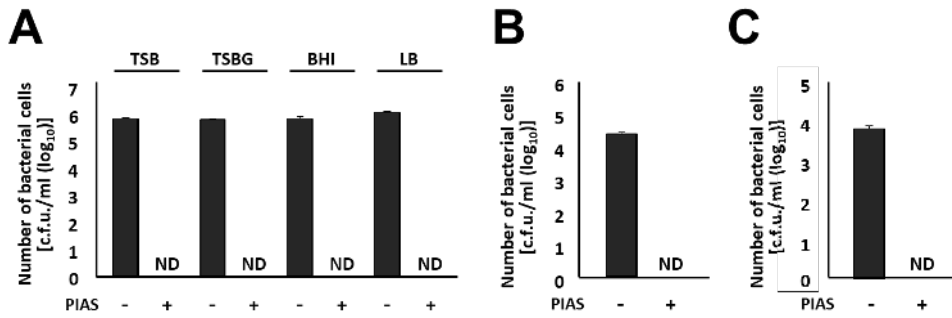 A
TSB TSBG BHI LB
Number of bacterial cells
[c.f.u./ml (log10)]
7
6
5
4
3
2
1
0
ND ND ND ND
PIAS - + - + - + - +
B
Number of bacterial cells
[c.f.u./ml (log10)]
6
5
4
3
2
1
0
ND
PIAS - +
C
Number of bacterial cells
[c.f.u./ml (log10)]
5
4
3
2
1
0
ND
PIAS - +